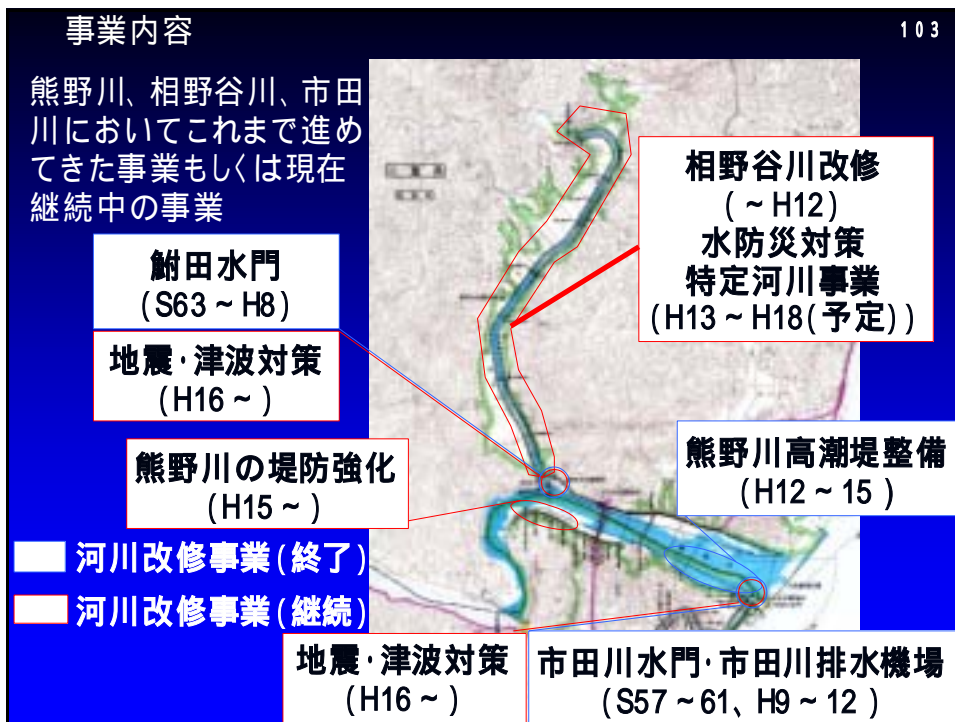 事業内容
103
熊野川、相野谷川、市田
川においてこれまで進め
てきた事業もしくは現在
継続中の事業
相野谷川改修
(~H12)
水防災対策
特定河川事業
(H13~H18(予定))
鮒田水門
(S63~H8)
地震・津波対策
(H16~)
熊野川の堤防強化
(H15~)
熊野川高潮堤整備
(H12~15)
河川改修事業(終了)
河川改修事業(継続)
地震・津波対策
(H16~)
市田川水門・市田川排水機場
(S57~61、H9~12)